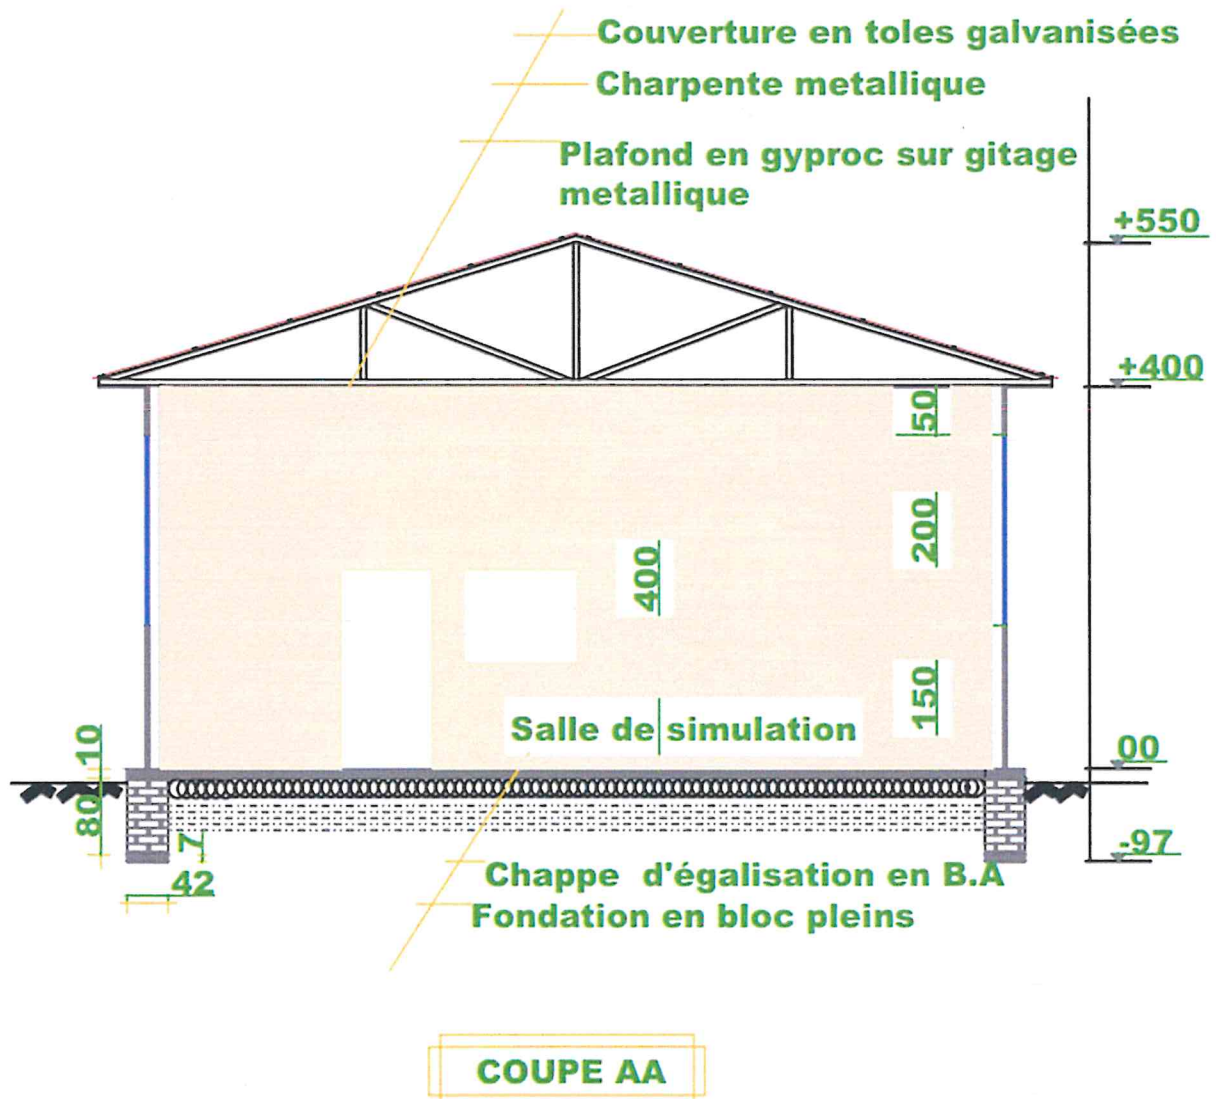 Couverture en toles galvanisées
Charpente metallique
Plafond en gyproc sur gitage
metallique
+550
+400
50
200
400
150
Salle de simulation
10
00
80
7
-97
42
Chappe d'égalisation en B.A
Fondation en bloc pleins
COUPE AA